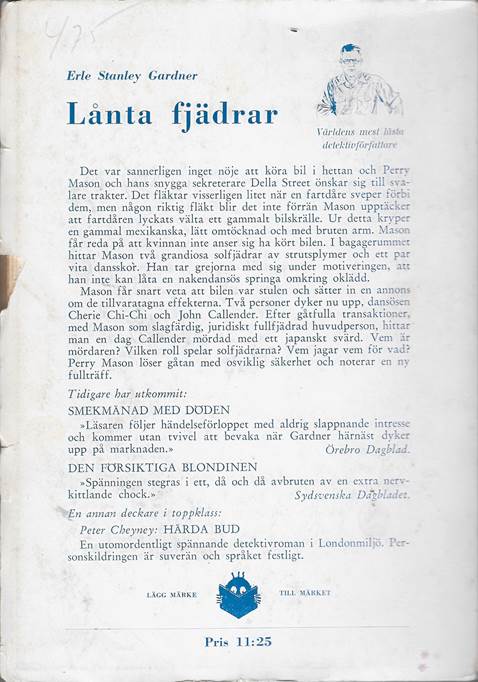 4.75
Erle Stanley Gardner
Lånta fjädrar
Världens mest lästa
detektivförfattare
Det var sannerligen inget nöje att köra bil i hettan och Perry
Mason och hans snygga sekreterare Della Street önskar sig till sva-
lare trakter. Det fläktar visserligen litet när en fartdåre sveper förbi
dem, men någon riktig fläkt blir det inte förrän Mason upptäcker
att fartdåren lyckats välta ett gammalt bilskrälle. Ur detta kryper
en gammal mexikanska, lätt omtöcknad och med bruten arm. Mason
får reda på att kvinnan inte anser sig ha kört bilen. I bagagerummet
hittar Mason två grandiosa solfjädrar av strutsplymer och ett par
vita dansskor. Han tar grejorna med sig under motiveringen, att
han inte kan låta en nakendansös springa omkring oklädd.
Mason får snart veta att bilen var stulen och sätter in en annons
om de tillvaratagna effekterna. Två personer dyker nu upp, dansösen
Cherie Chi-Chi och John Callender. Efter gåtfulla transaktioner,
med Mason som slagfärdig, juridiskt fullfjädrad huvudperson, hittar
man en dag Callender mördad med ett japanskt svärd. Vem är
mördaren? Vilken roll spelar solfjädrarna? Vem jagar vem för vad?
Perry Mason löser gåtan med osviklig säkerhet och noterar en ny
fullträff.
Tidigare har utkommit:
SMEKMÅNAD MED DÖDEN
»Läsaren följer händelseförloppet med aldrig slappnande intresse
och kommer utan tvivel att bevaka när Gardner härnäst dyker
upp på marknaden.» Örebro Dagblad.
DEN FÖRSIKTIGA BLONDINEN
»Spänningen stegras i ett, då och då avbruten av en extra nerv-
kittlande chock.» Sydsvenska Dagbladet.
En annan deckare i toppklass:
Peter Cheyney: HÅRDA BUD
En utomordentligt spännande detektivroman i Londonmiljö. Per-
sonskildringen är suverän och språket festligt.
LÄGG MÄRKE TILL MÄRKET
Pris 11:25